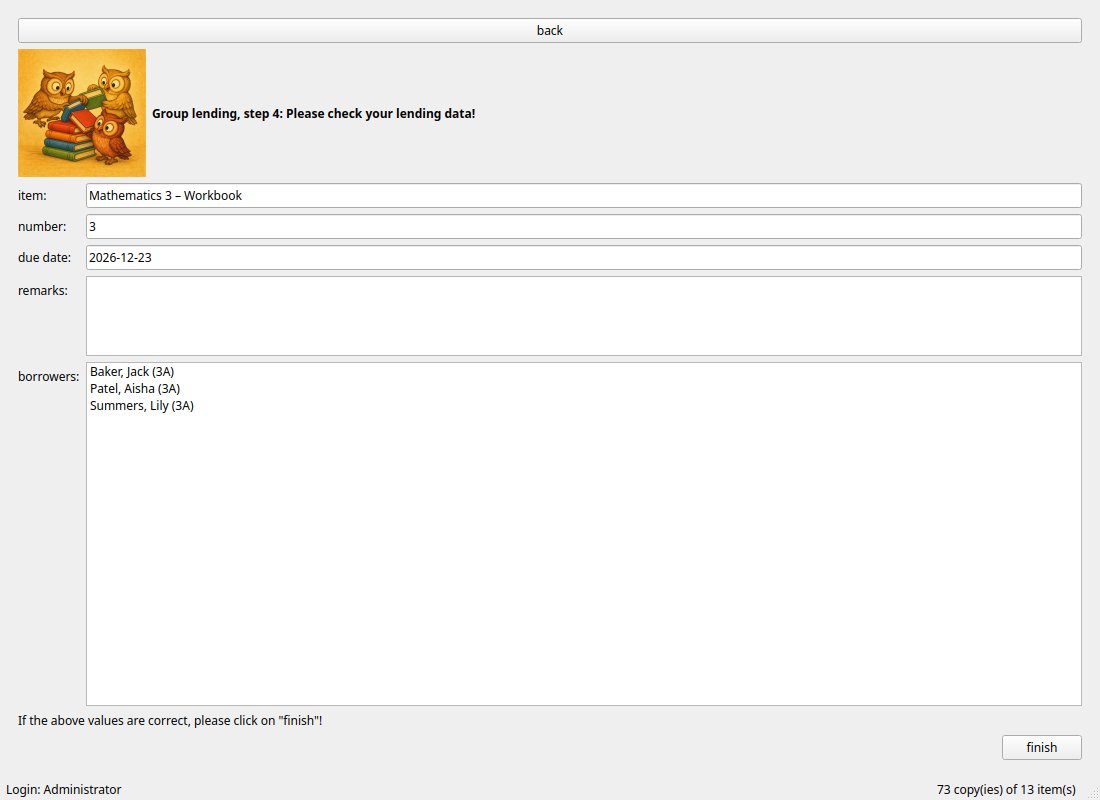 back
Group lending, step 4: Please check your lending data!
item: Mathematics 3 – Workbook
number: 3
due date: 2026-12-23
remarks:
borrowers: Baker, Jack (3A)
Patel, Aisha (3A)
Summers, Lily (3A)
If the above values are correct, please click on "finish"!
finish
Login: Administrator 73 copy(ies) of 13 item(s)